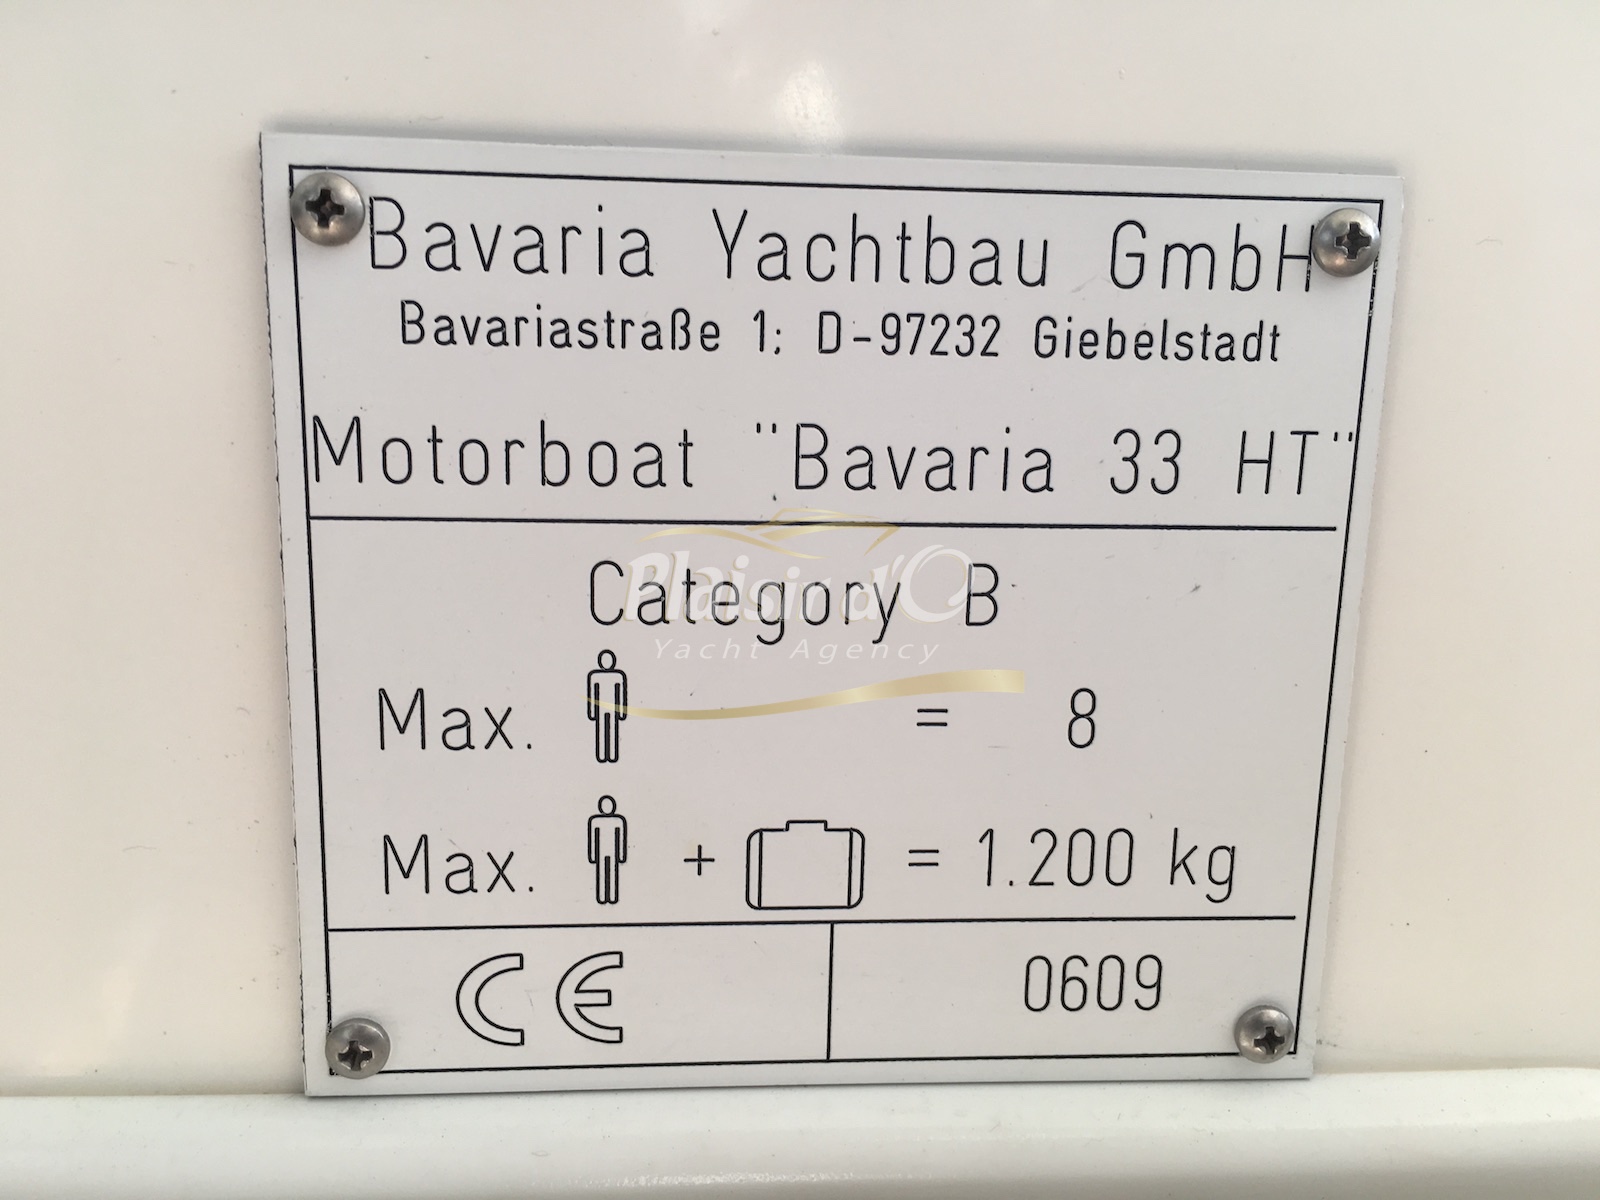 Bavaria Yachtbau GmbH
Bavariastraße 1; D-97232 Giebelstadt
Motorboat "Bavaria 33 HT"
Plaisir d'O
Category B
Yacht Agency
Max. = 8
Max. + = 1.200 kg
CE 0609